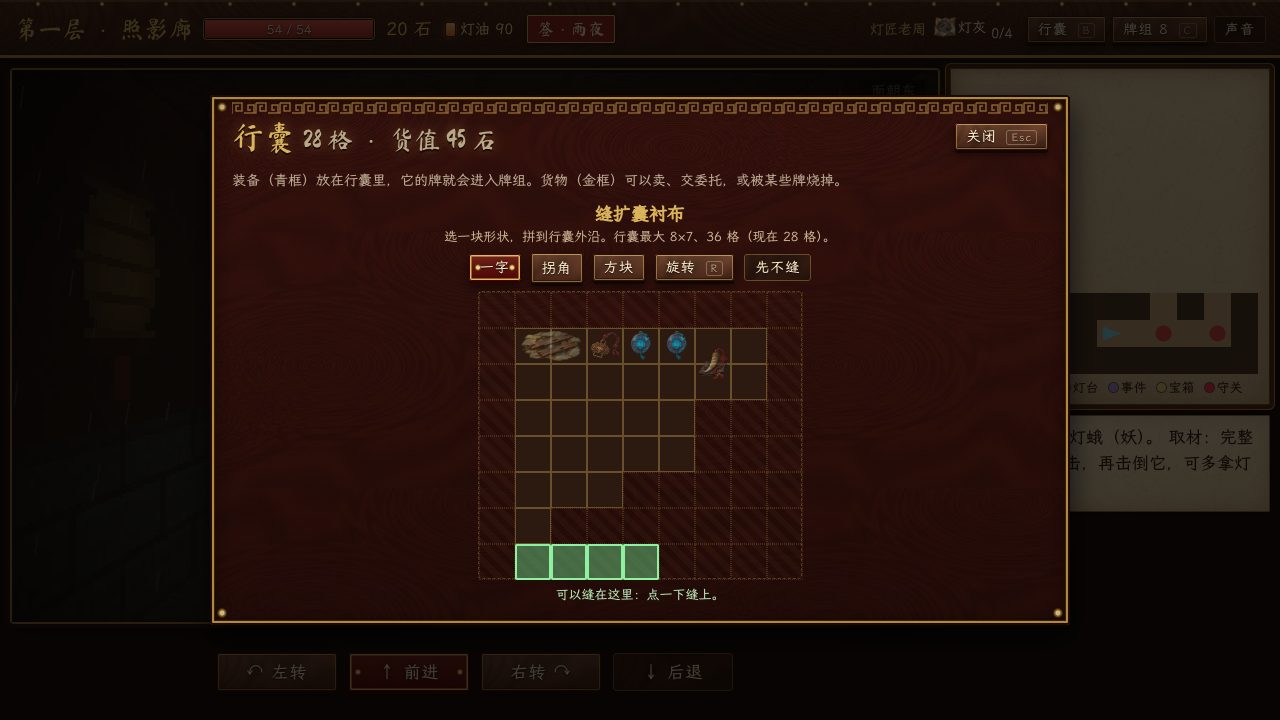 第一层 · 照影廊
54 / 54
20 石
灯油 90
签 · 雨夜
灯匠老周
灯灰 0/4
行囊 B
牌组 8 C
声音
面朝东
行囊 28 格 · 货值 45 石
关闭 Esc
装备（青框）放在行囊里，它的牌就会进入牌组。货物（金框）可以卖、交委托，或被某些牌烧掉。
缝扩囊衬布
选一块形状，拼到行囊外沿。行囊最大 8×7、36 格（现在 28 格）。
一字
拐角
方块
旋转 R
先不缝
可以缝在这里：点一下缝上。
灯台 事件 宝箱 守关
灯蛾（妖）。 取材：完整
击，再击倒它，可多拿灯
↶ 左转
↑ 前进
右转 ↷
↓ 后退